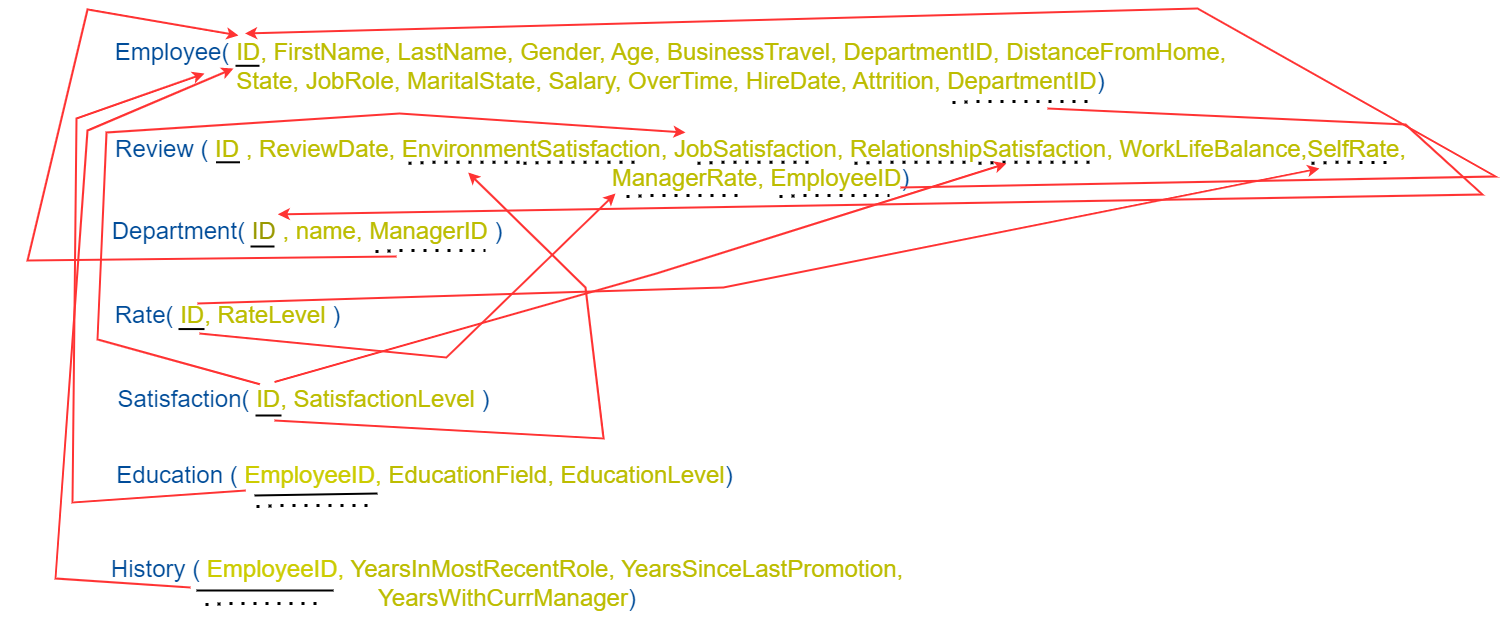 Employee( ID, FirstName, LastName, Gender, Age, BusinessTravel, DepartmentID, DistanceFromHome,
State, JobRole, MaritalState, Salary, OverTime, HireDate, Attrition, DepartmentID)
Review ( ID , ReviewDate, EnvironmentSatisfaction, JobSatisfaction, RelationshipSatisfaction, WorkLifeBalance,SelfRate,
ManagerRate, EmployeeID)
Department( ID , name, ManagerID )
Rate( ID, RateLevel )
Satisfaction( ID, SatisfactionLevel )
Education ( EmployeeID, EducationField, EducationLevel)
History ( EmployeeID, YearsInMostRecentRole, YearsSinceLastPromotion,
YearsWithCurrManager)